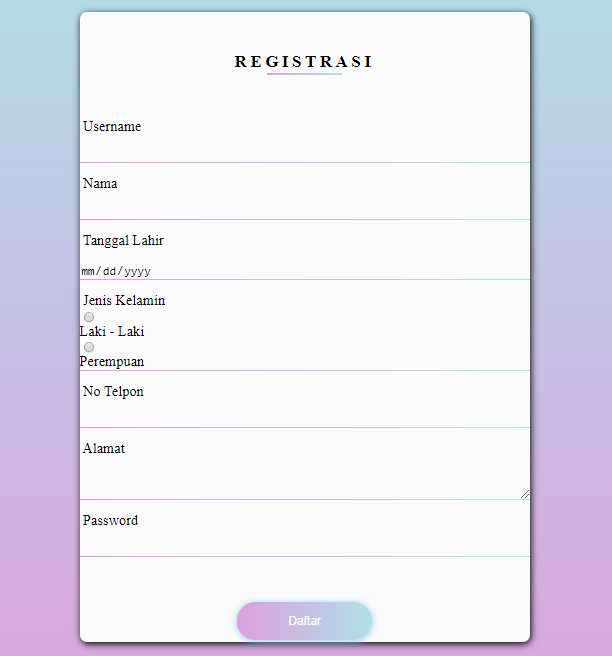 REGISTRASI
Username
Nama
Tanggal Lahir
mm/dd/yyyy
Jenis Kelamin
Laki - Laki
Perempuan
No Telpon
Alamat
Password
Daftar